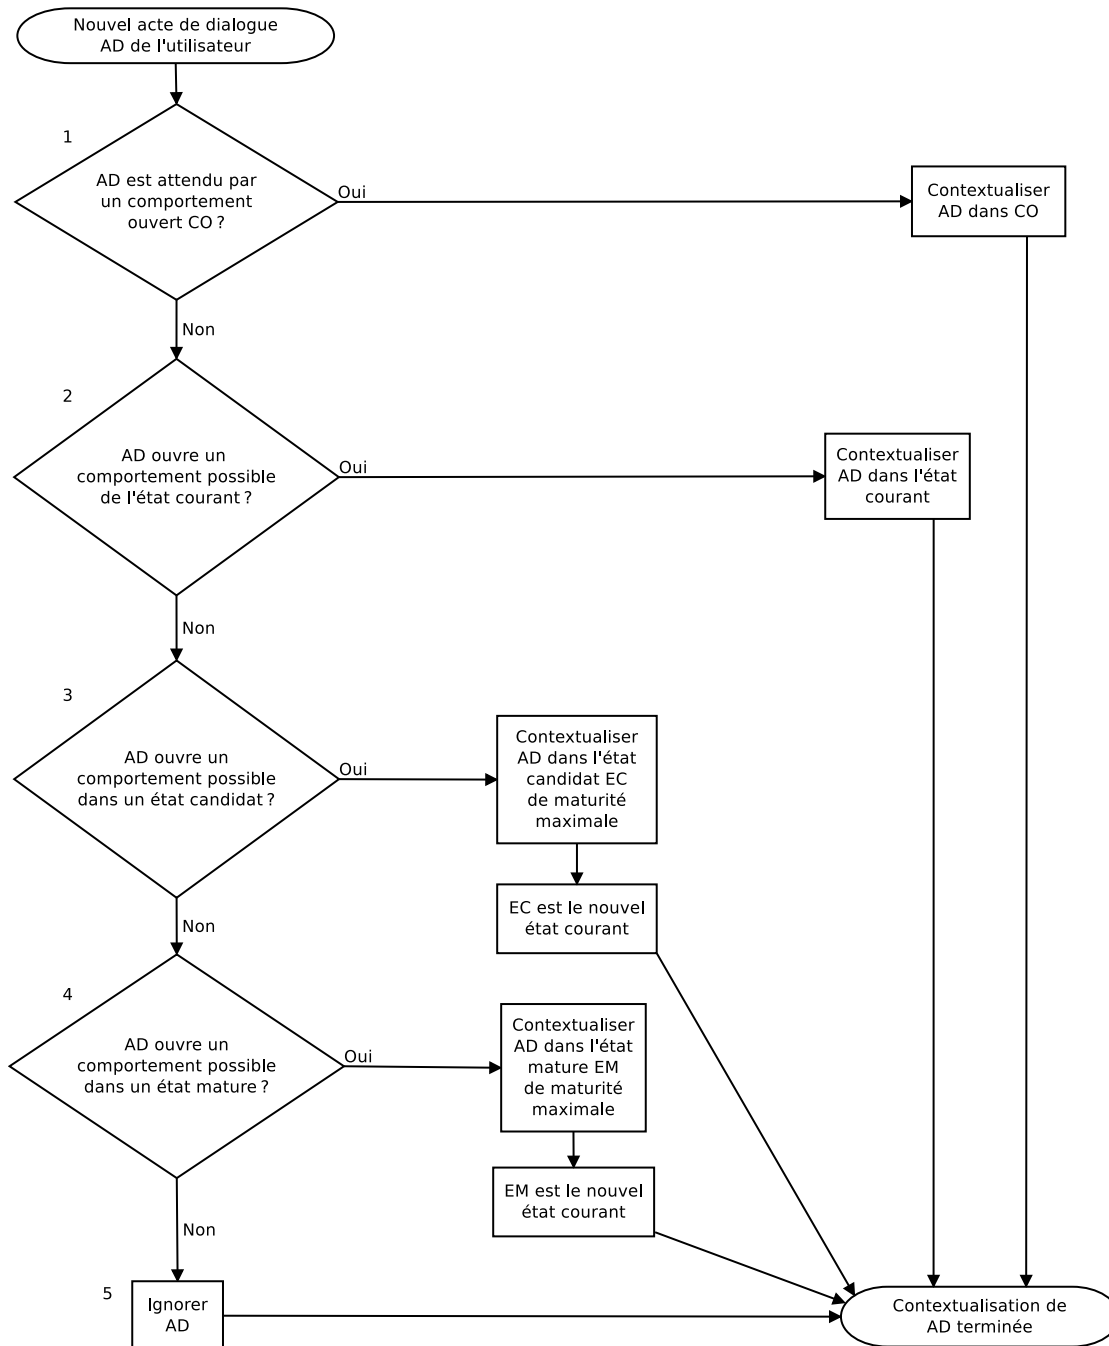 Nouvel acte de dialogue
AD de l'utilisateur
1
AD est attendu par
un comportement
ouvert CO ?
Oui
Contextualiser
AD dans CO
Non
2
AD ouvre un
comportement possible
de l'état courant ?
Oui
Contextualiser
AD dans l'état
courant
Non
3
AD ouvre un
comportement possible
dans un état candidat ?
Oui
Contextualiser
AD dans l'état
candidat EC
de maturité
maximale
EC est le nouvel
état courant
Non
4
AD ouvre un
comportement possible
dans un état mature ?
Oui
Contextualiser
AD dans l'état
mature EM
de maturité
maximale
EM est le nouvel
état courant
Non
5
Ignorer
AD
Contextualisation de
AD terminée